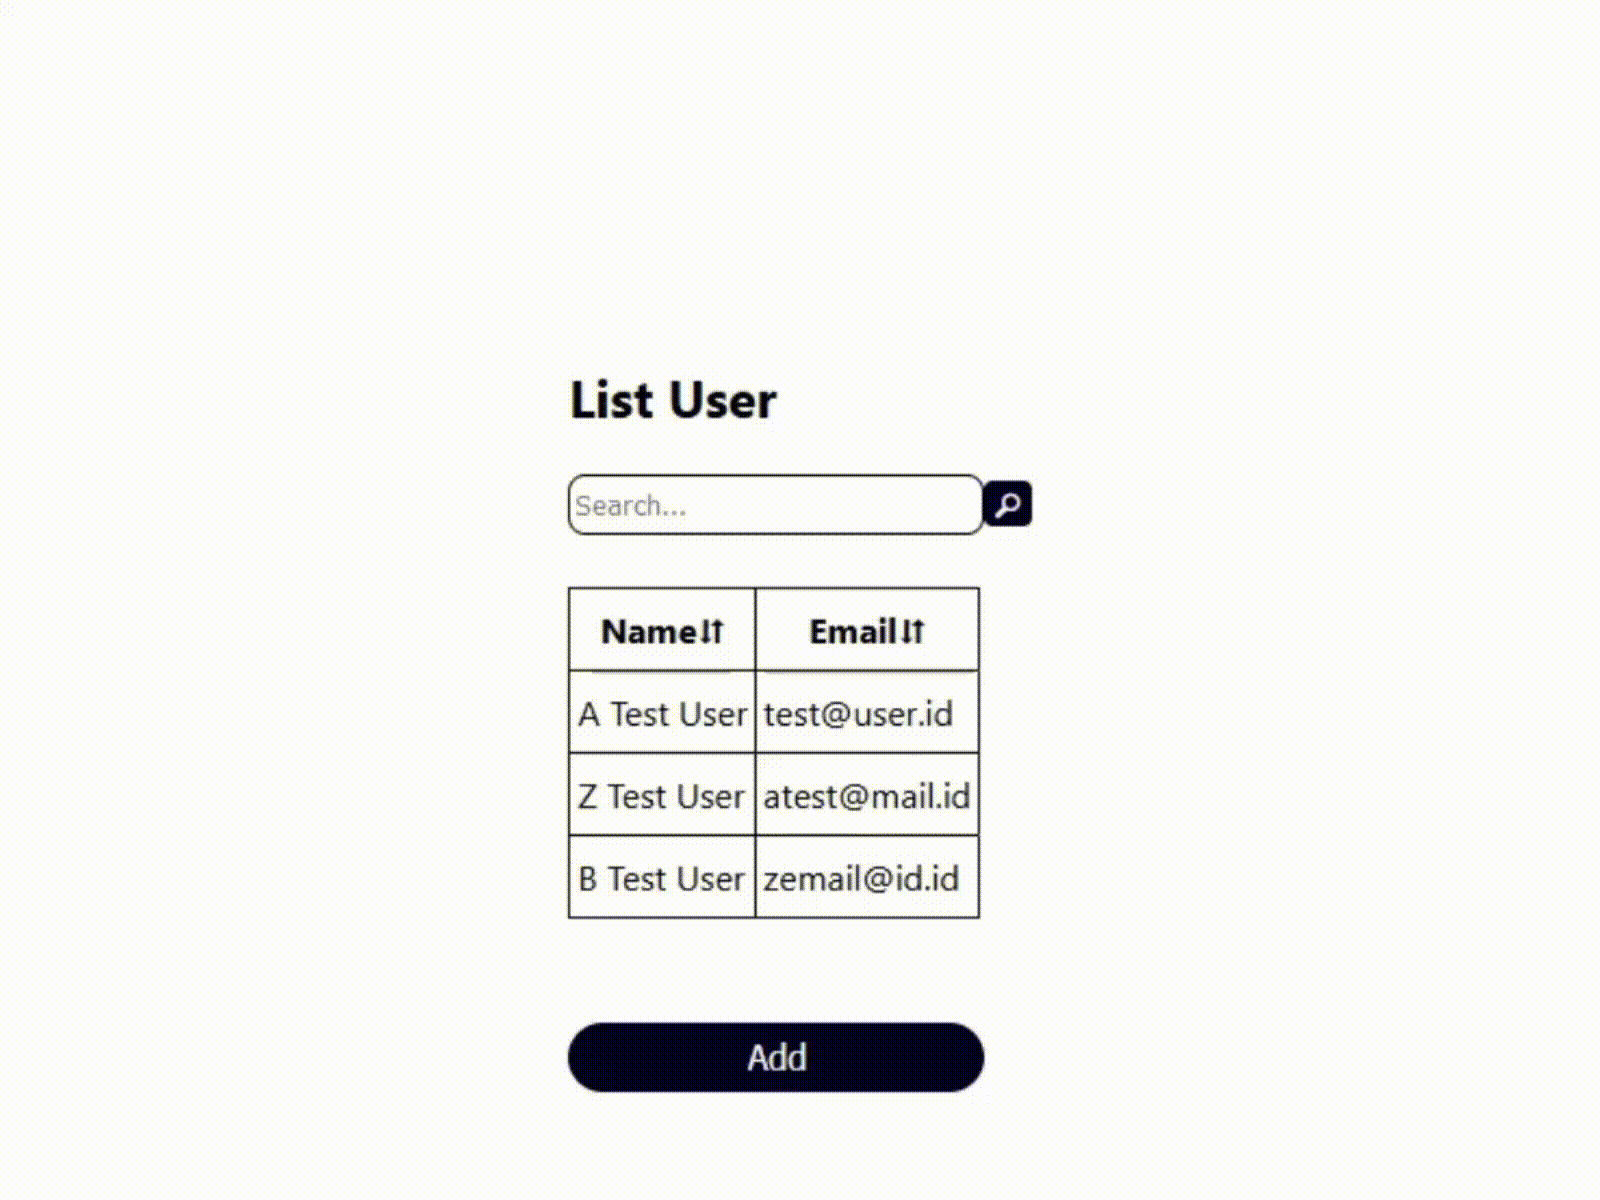 List User
Search...
Name⇅ Email⇅
A Test User test@user.id
Z Test User atest@mail.id
B Test User zemail@id.id
Add